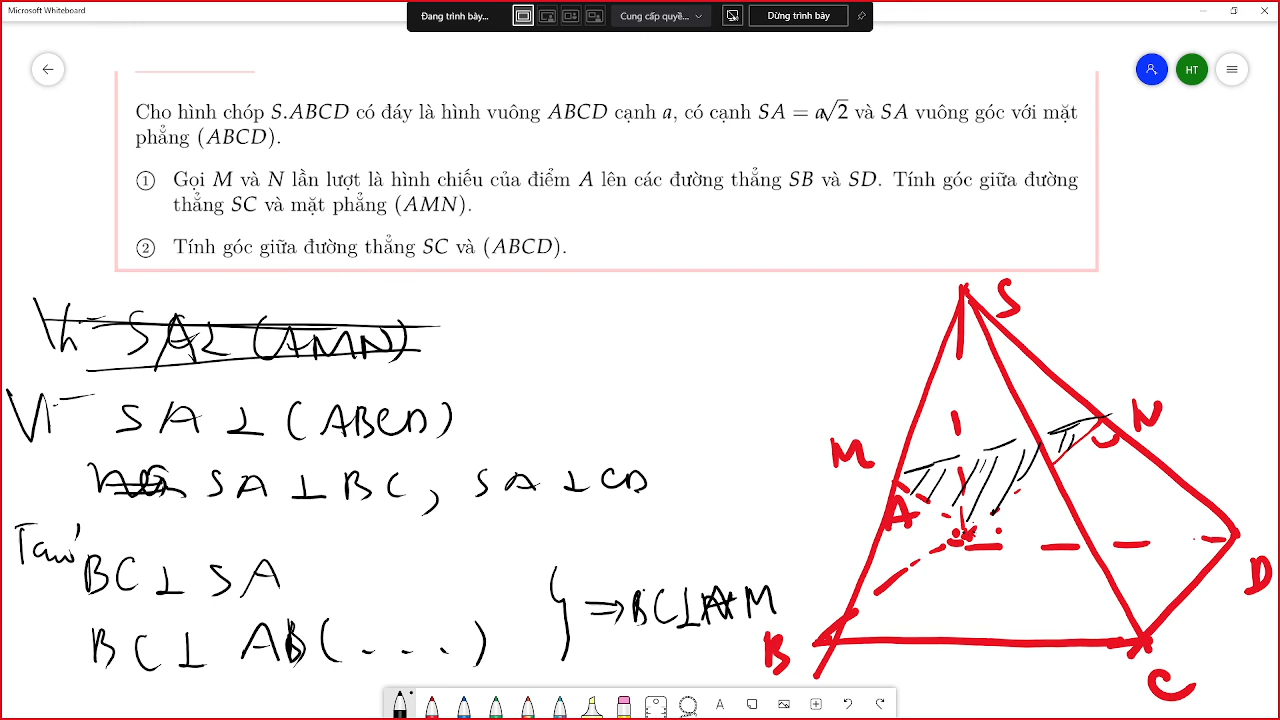 Microsoft Whiteboard
Đang trình bày...
Cung cấp quyề...
Dừng trình bày
HT
Cho hình chóp S.ABCD có đáy là hình vuông ABCD cạnh a, có cạnh SA = a√2 và SA vuông góc với mặt
phẳng (ABCD).
① Gọi M và N lần lượt là hình chiếu của điểm A lên các đường thẳng SB và SD. Tính góc giữa đường
thẳng SC và mặt phẳng (AMN).
② Tính góc giữa đường thẳng SC và (ABCD).
Vì SA⊥(AMN)
Vì SA ⊥ (ABCD)
SA ⊥ BC, SA ⊥ CD
BC ⊥ SA
BC ⊥ AB(...)
} ⇒ BC⊥AM
S
M
N
A
D
B
C
A